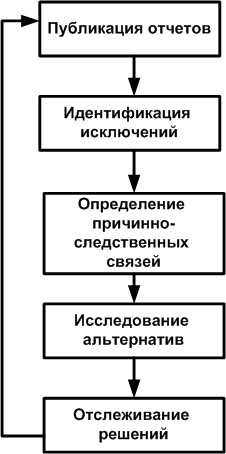 Публикация отчетов
Идентификация
исключений
Определение
причинно-
следственных
связей
Исследование
альтернатив
Отслеживание
решений